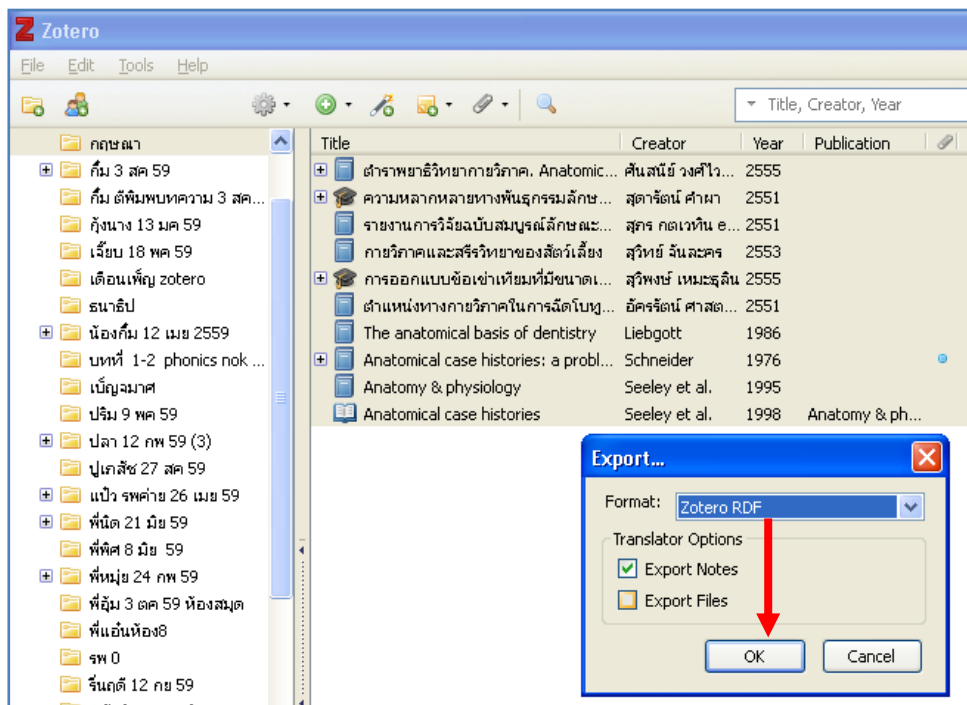 Zotero
File Edit Tools Help
Title, Creator, Year
กฤษณา
กิ๊ม 3 สค 59
กิ๊ม ตีพิมพบทความ 3 สค...
กุ้งนาง 13 มค 59
เจี๊ยบ 18 พค 59
เดือนเพ็ญ zotero
ธนาธิป
น้องกิ๊ม 12 เมย 2559
บทที่ 1-2 phonics nok ...
เบ็ญจมาศ
ปริม 9 พค 59
ปลา 12 กพ 59 (3)
ปูเภสัช 27 สค 59
แป๋ว รพค่าย 26 เมย 59
พี่นิด 21 มิย 59
พี่พิศ 8 มิย 59
พี่หมุ่ย 24 กพ 59
พี่อุ้ม 3 ตค 59 ห้องสมุด
พี่แอ๋นห้อง8
รพ 0
รื่นฤดี 12 กย 59
Title Creator Year Publication
ตำราพยาธิวิทยากายวิภาค. Anatomic... ศันสนีย์ วงศ์ไว... 2555
ความหลากหลายทางพันธุกรรมลักษ... สุดารัตน์ คำผา 2551
รายงานการวิจัยฉบับสมบูรณ์ลักษณะ... สุภร กตเวทิน e... 2551
กายวิภาคและสรีรวิทยาของสัตว์เลี้ยง สุวิทย์ จันละคร 2553
การออกแบบข้อเข่าเทียมที่มีขนาดเ... สุวิพงษ์ เหมะธุลิน 2555
ตำแหน่งทางกายวิภาคในการฉีดโบทู... อัครรัตน์ ศาสต... 2551
The anatomical basis of dentistry Liebgott 1986
Anatomical case histories: a probl... Schneider 1976
Anatomy & physiology Seeley et al. 1995
Anatomical case histories Seeley et al. 1998 Anatomy & ph...
Export...
Format: Zotero RDF
Translator Options
Export Notes
Export Files
OK Cancel